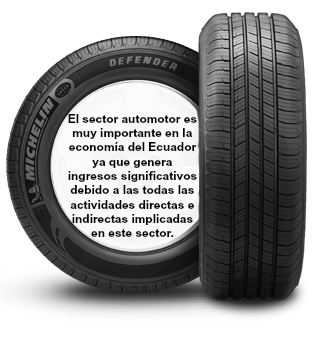 DEFENDER
MICHELIN
El sector automotor es
muy importante en la
economía del Ecuador
ya que genera
ingresos significativos
debido a las todas las
actividades directas e
indirectas implicadas
en este sector.